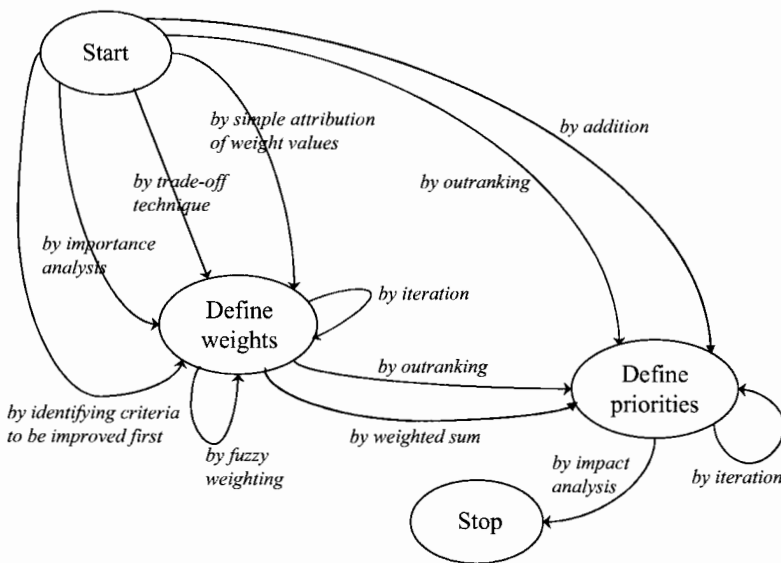 Start
by simple attribution
of weight values
by addition
by outranking
by trade-off
technique
by importance
analysis
by iteration
Define
weights
by outranking
Define
priorities
by identifying criteria
to be improved first
by weighted sum
by fuzzy
weighting
by impact
analysis
by iteration
Stop